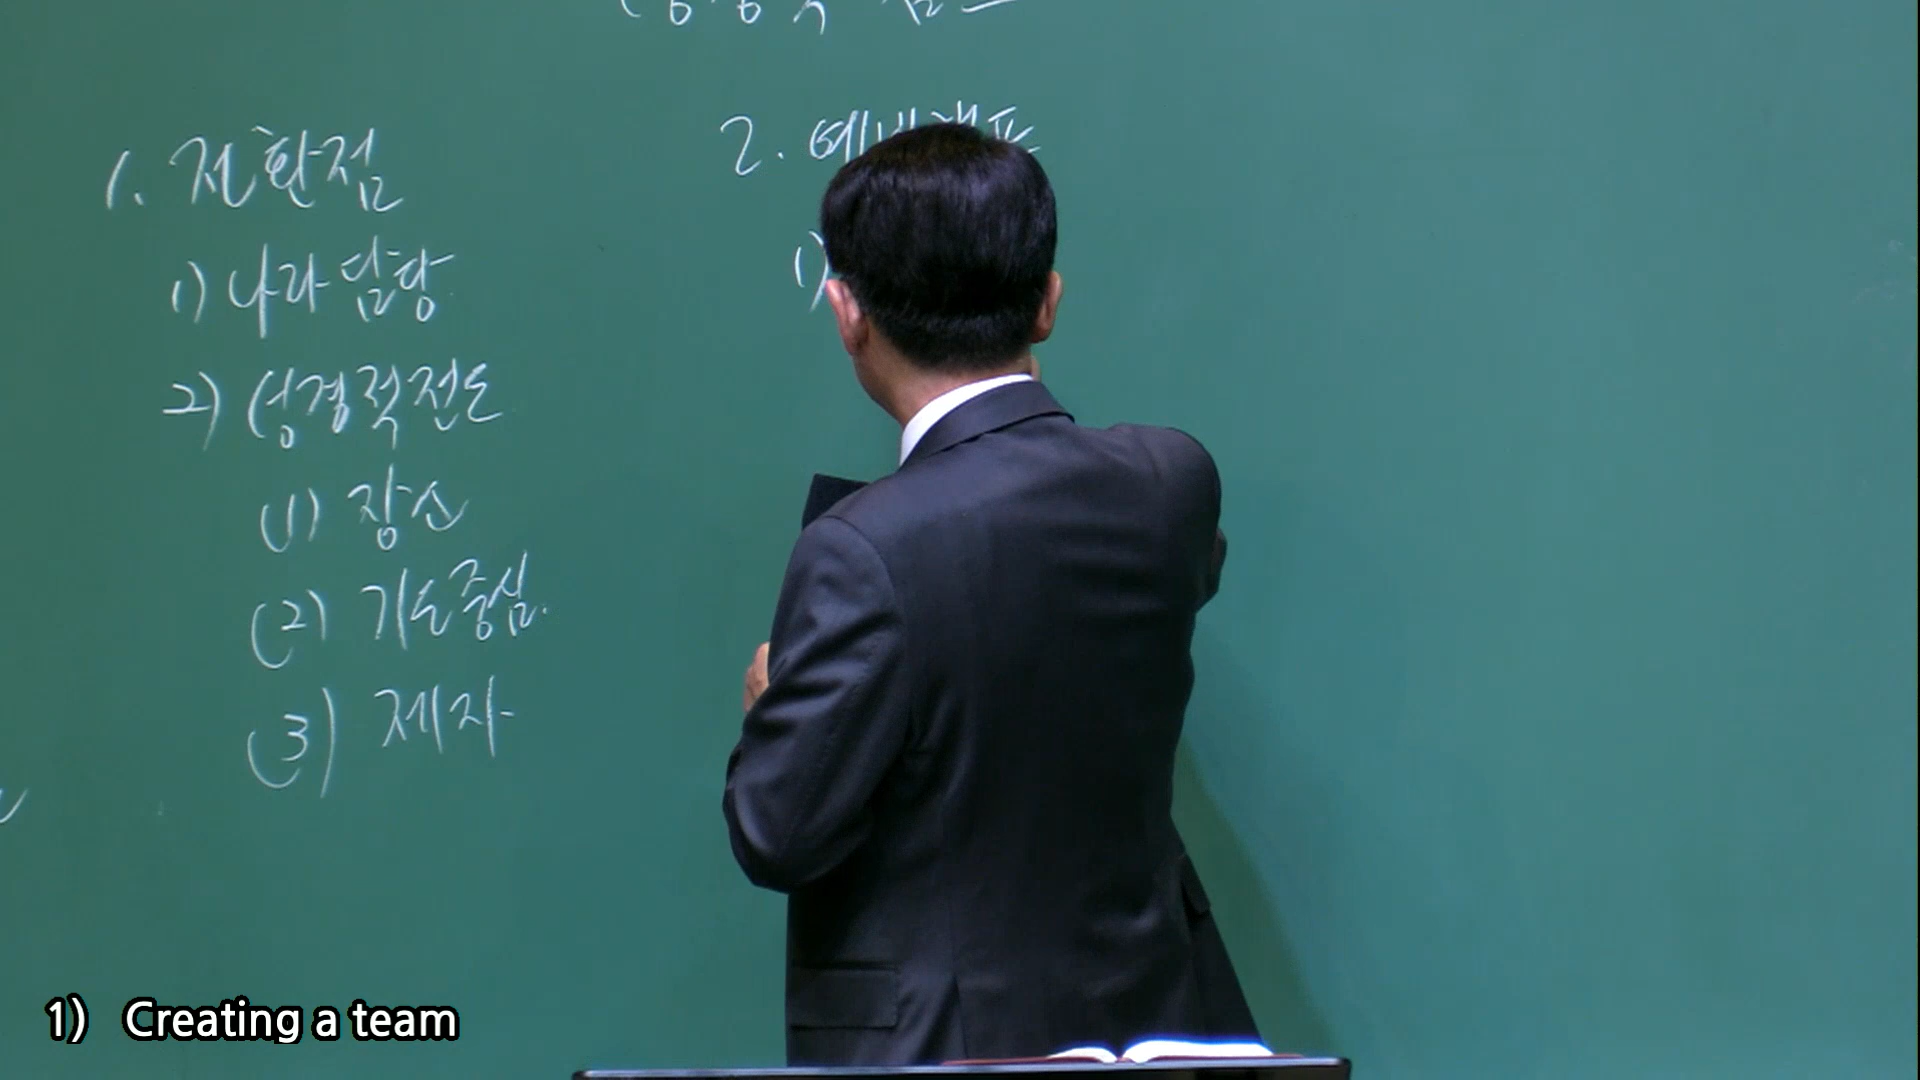 1. 전환점
1) 나라 담당
2) 성경적 전도
(1) 장소
(2) 기도 중심.
(3) 제자
2.
1)
1) Creating a team